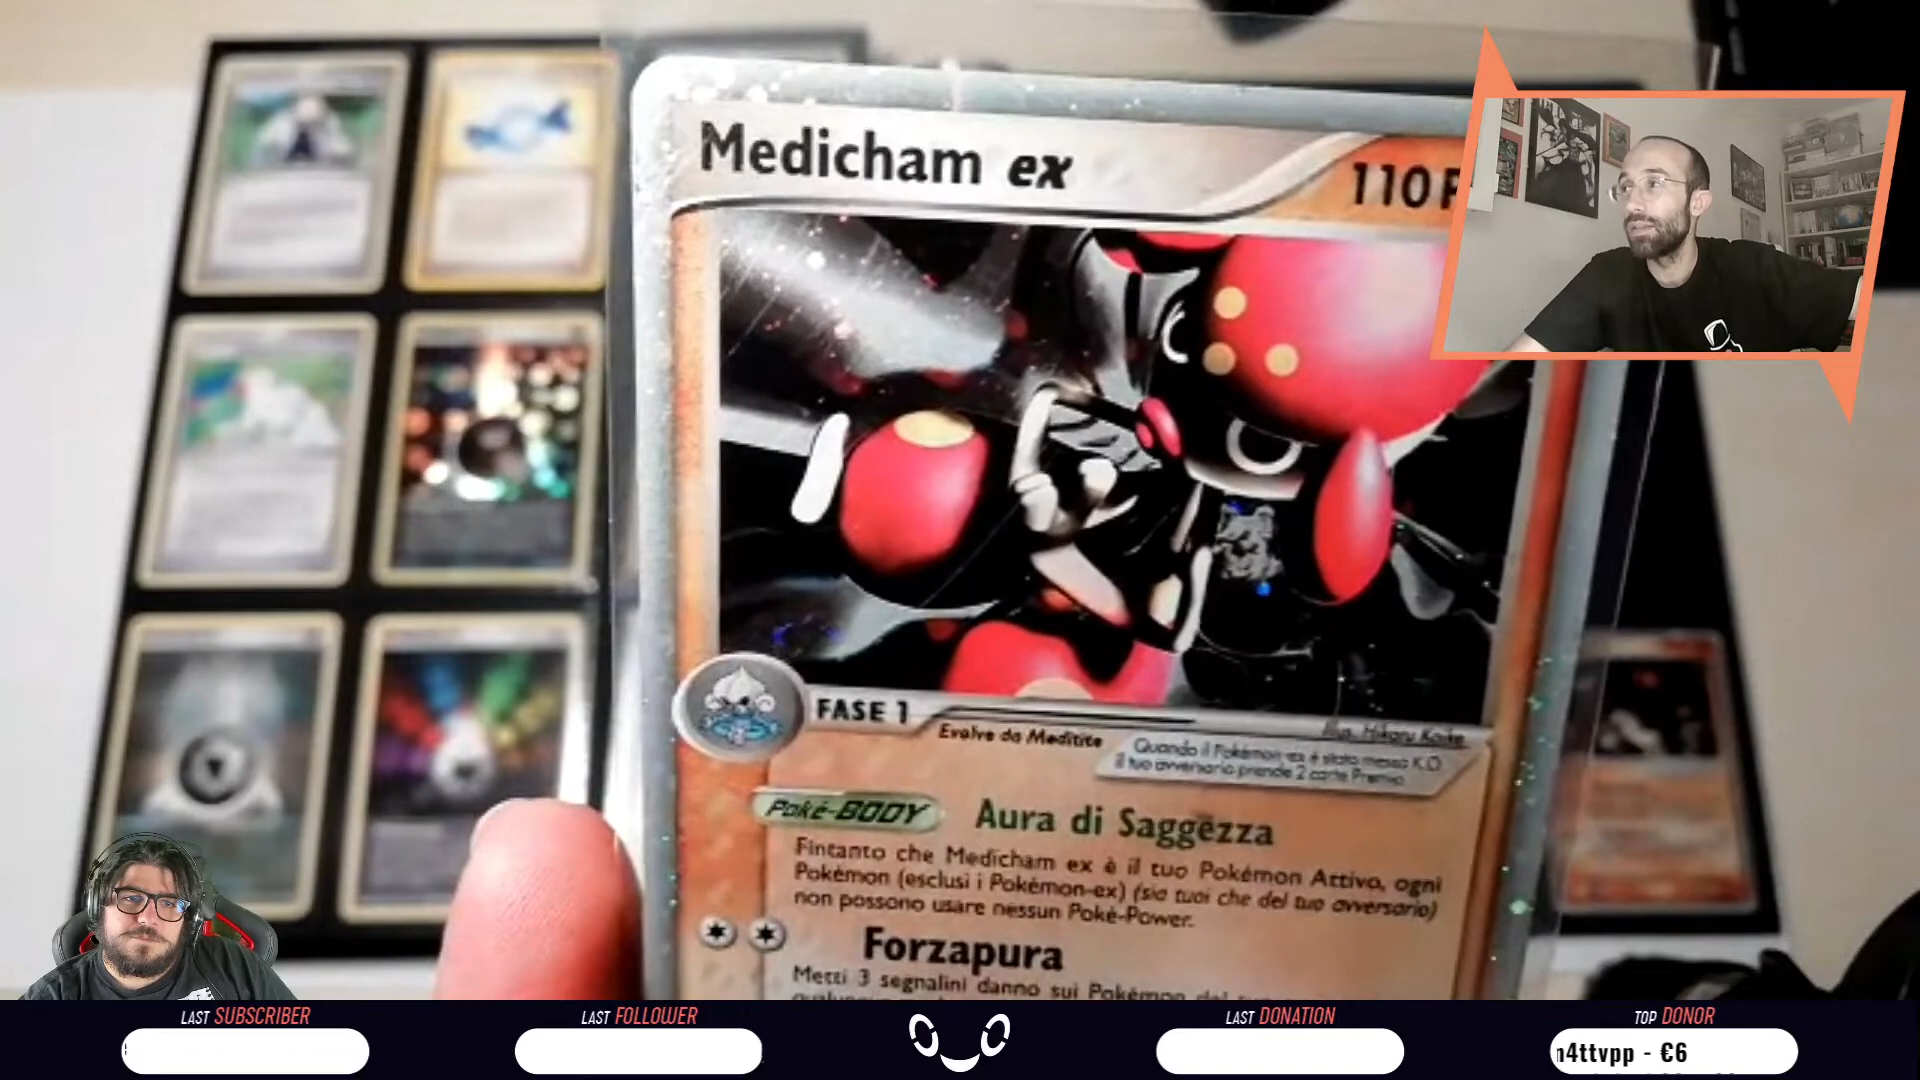 Medicham ex
110 P
FASE 1
Evolve da Meditite
Illus. Hikaru Koike
Quando il Pokémon-ex è stato messo K.O.
il tuo avversario prende 2 carte Premio.
Poké-BODY Aura di Saggezza
Fintanto che Medicham ex è il tuo Pokémon Attivo, ogni
Pokémon (esclusi i Pokémon-ex) (sia tuoi che del tuo avversario)
non possono usare nessun Poké-Power.
Forzapura
Metti 3 segnalini danno sui Pokémon del
LAST SUBSCRIBER
LAST FOLLOWER
LAST DONATION
TOP DONOR
n4ttvpp - €6